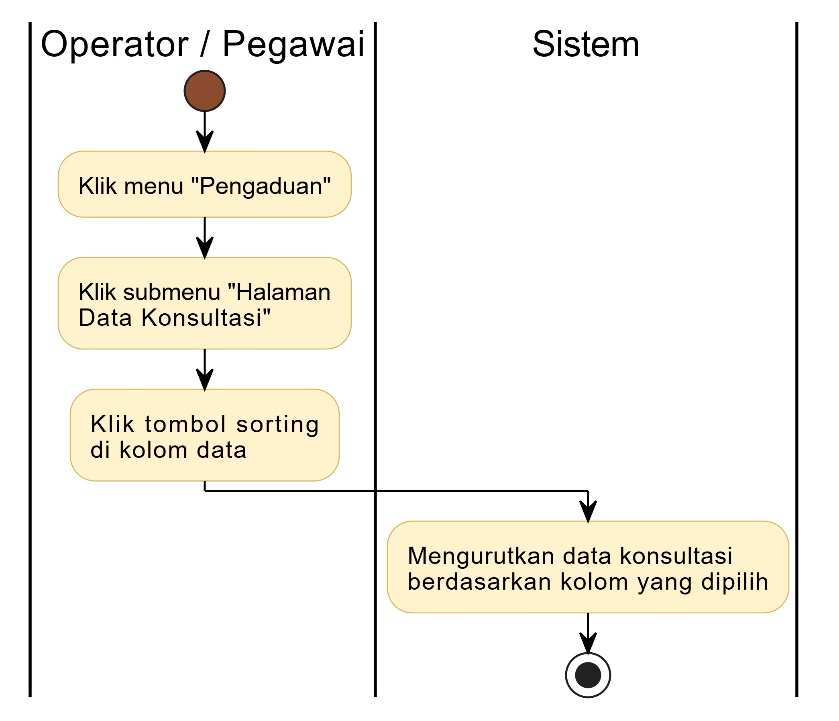 Operator / Pegawai
Sistem
Klik menu "Pengaduan"
Klik submenu "Halaman
Data Konsultasi"
Klik tombol sorting
di kolom data
Mengurutkan data konsultasi
berdasarkan kolom yang dipilih